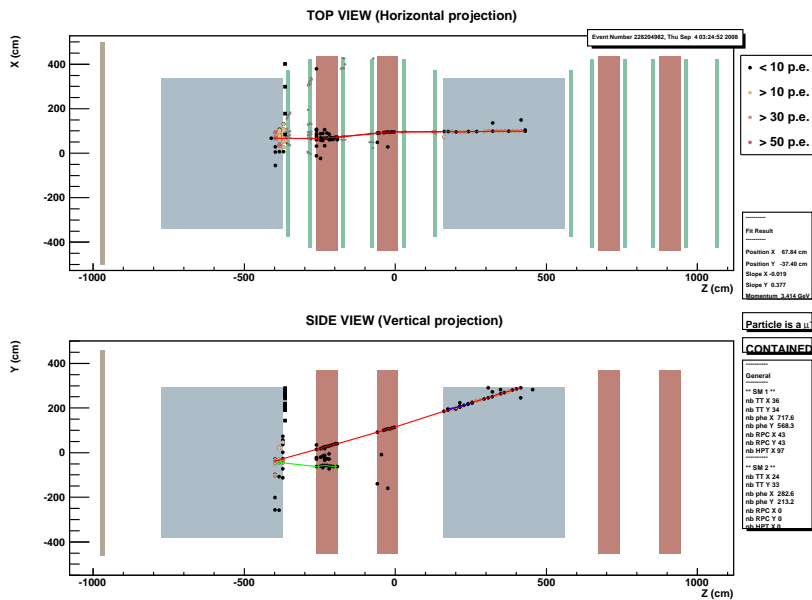 TOP VIEW (Horizontal projection)
Event Number 228204982, Thu Sep 4 03:24:52 2008
X (cm)
400
200
0
-200
-400
-1000
-500
0
500
1000
Z (cm)
< 10 p.e.
> 10 p.e.
> 30 p.e.
> 50 p.e.
----------
Fit Result
----------
Position X 67.84 cm
Position Y -37.40 cm
Slope X -0.019
Slope Y 0.377
Momentum 3.414 GeV
SIDE VIEW (Vertical projection)
Particle is a μ
CONTAINED
Y (cm)
400
200
0
-200
-400
-1000
-500
0
500
1000
Z (cm)
----------
General
----------
** SM 1
nb TT X 36
nb TT Y 34
nb phe X 717.6
nb phe Y 568.3
nb RPC X 43
nb RPC Y 43
nb HPT X 97
----------
** SM 2
nb TT X 24
nb TT Y 33
nb phe X 282.6
nb phe Y 213.2
nb RPC X 0
nb RPC Y 0
nb HPT X 0